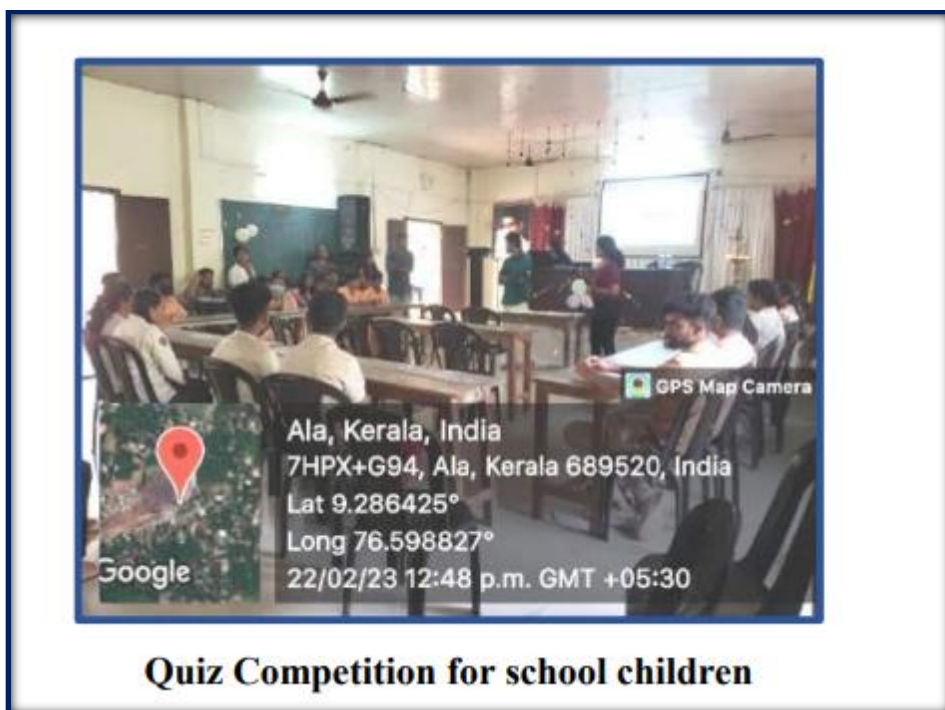 GPS Map Camera
Ala, Kerala, India
7HPX+G94, Ala, Kerala 689520, India
Lat 9.286425°
Long 76.598827°
22/02/23 12:48 p.m. GMT +05:30
Google
Quiz Competition for school children